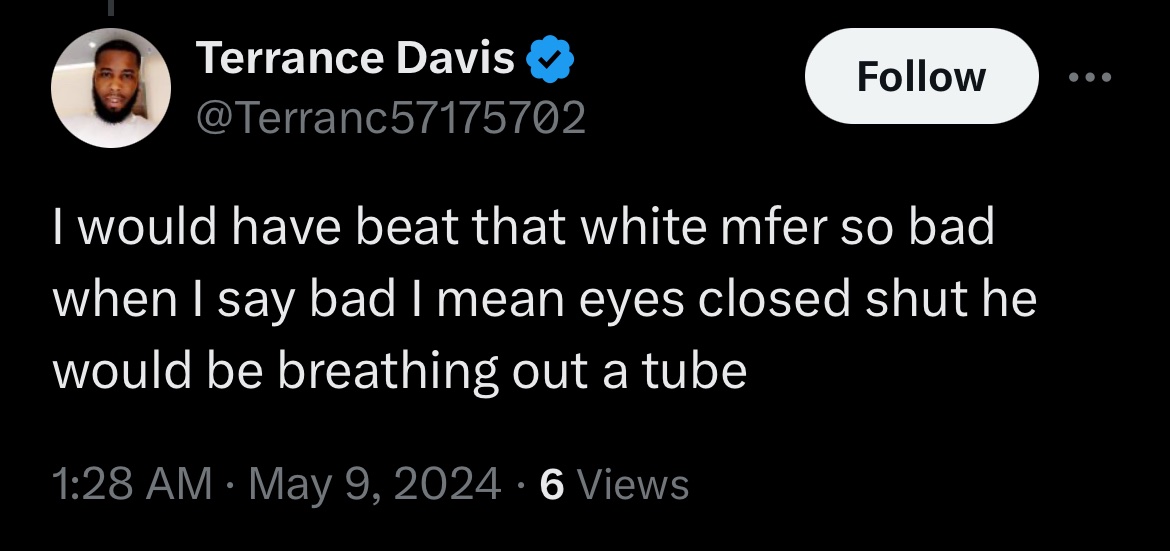 Terrance Davis
Follow
@Terranc57175702
I would have beat that white mfer so bad
when I say bad I mean eyes closed shut he
would be breathing out a tube
1:28 AM · May 9, 2024 · 6 Views